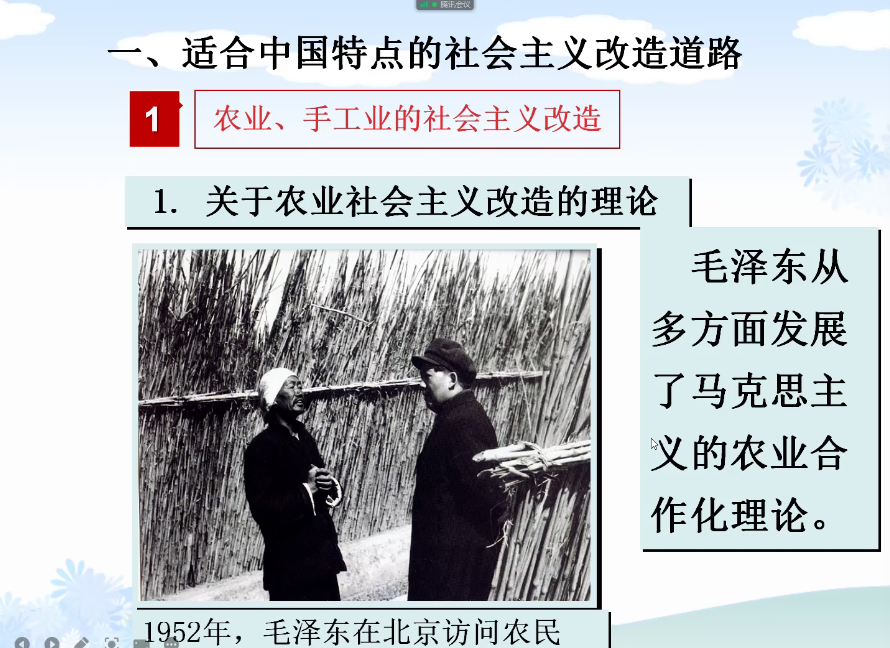 腾讯会议
一、适合中国特点的社会主义改造道路
1
农业、手工业的社会主义改造
1. 关于农业社会主义改造的理论
毛泽东从
多方面发展
了马克思主
义的农业合
作化理论。
1952年，毛泽东在北京访问农民